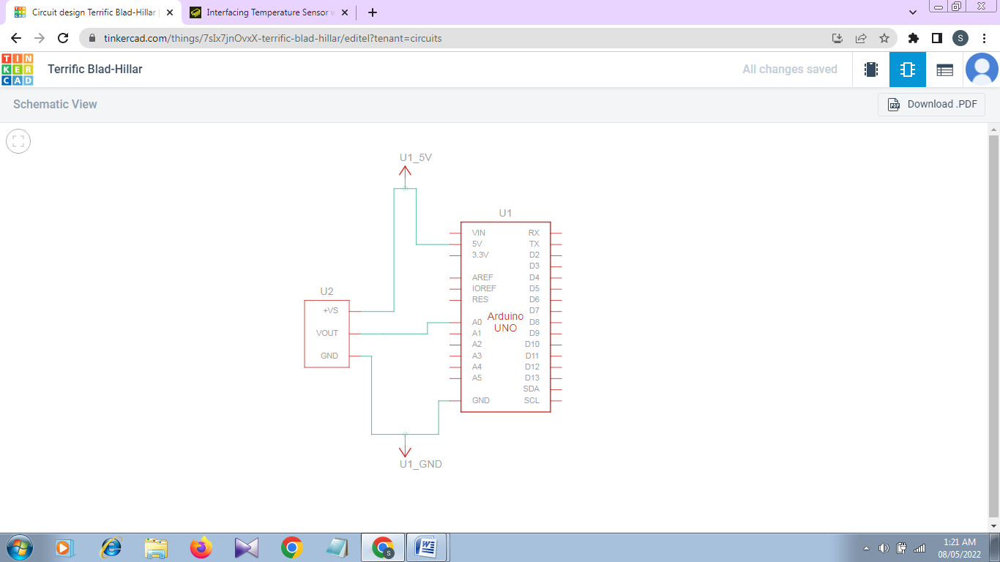 Circuit design Terrific Blad-Hillar |
Interfacing Temperature Sensor w
tinkercad.com/things/7sIx7jnOvxX-terrific-blad-hillar/editel?tenant=circuits
S
TIN
KER
CAD
Terrific Blad-Hillar
All changes saved
Schematic View
PDF
Download .PDF
U1_5V
U1
VIN RX
5V TX
3.3V D2
D3
AREF D4
IOREF D5
RES D6
D7
Arduino
UNO
A0 D8
A1 D9
A2 D10
A3 D11
A4 D12
A5 D13
SDA
GND SCL
U2
+VS
VOUT
GND
U1_GND
S
W
1:21 AM
08/05/2022